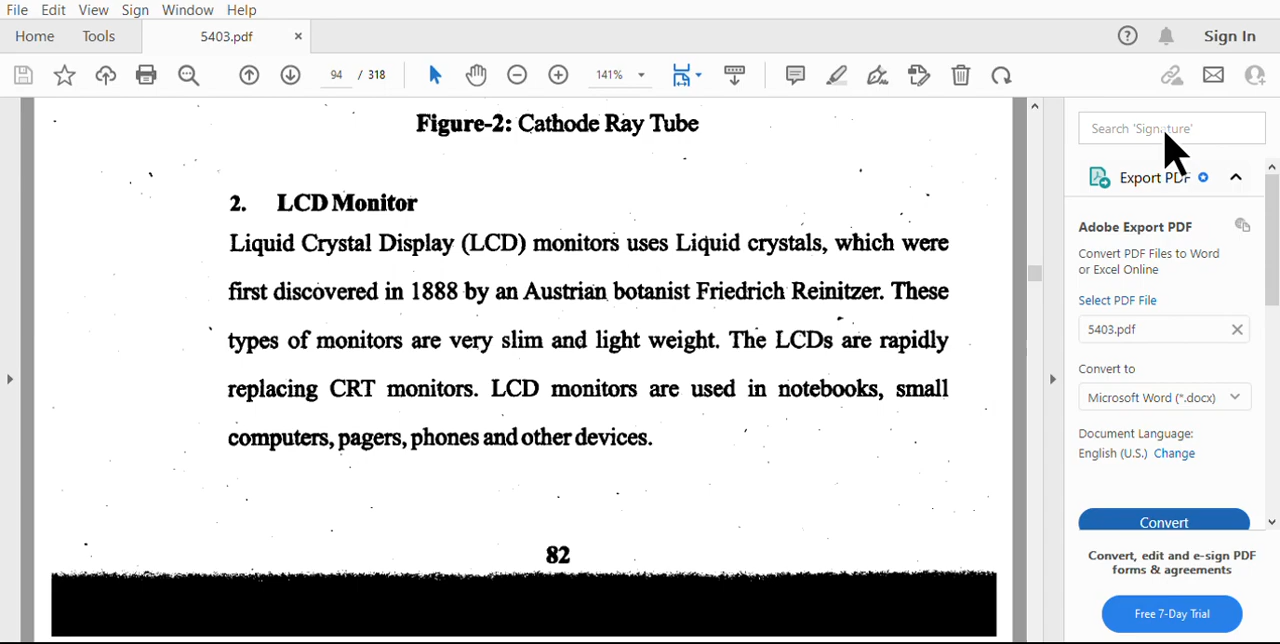 File Edit View Sign Window Help
Home Tools 5403.pdf × Sign In
94 / 318 141%
Figure-2: Cathode Ray Tube
2. LCD Monitor
Liquid Crystal Display (LCD) monitors uses Liquid crystals, which were
first discovered in 1888 by an Austrian botanist Friedrich Reinitzer. These
types of monitors are very slim and light weight. The LCDs are rapidly
replacing CRT monitors. LCD monitors are used in notebooks, small
computers, pagers, phones and other devices.
82
Search 'Signature'
Export PDF
Adobe Export PDF
Convert PDF Files to Word
or Excel Online
Select PDF File
5403.pdf
Convert to
Microsoft Word (*.docx)
Document Language:
English (U.S.) Change
Convert
Convert, edit and e-sign PDF
forms & agreements
Free 7-Day Trial